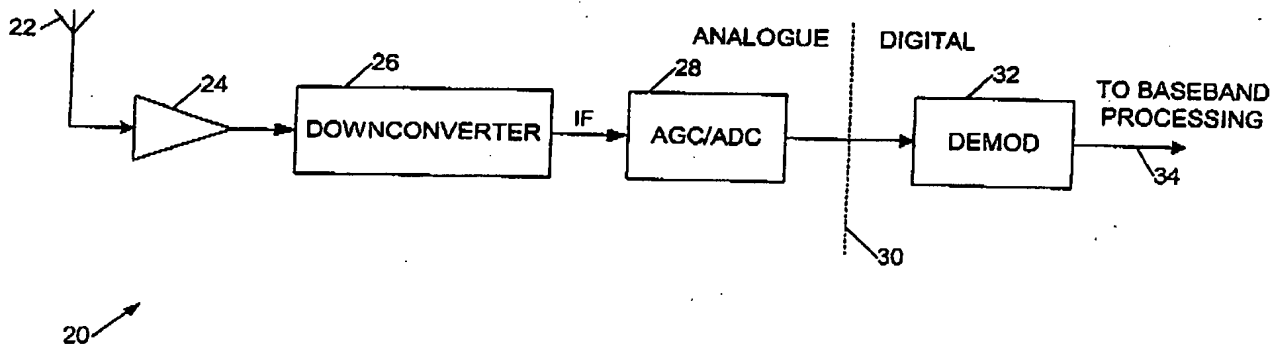 22
24
26
DOWNCONVERTER
IF
28
AGC/ADC
ANALOGUE
DIGITAL
30
32
DEMOD
TO BASEBAND
PROCESSING
34
20